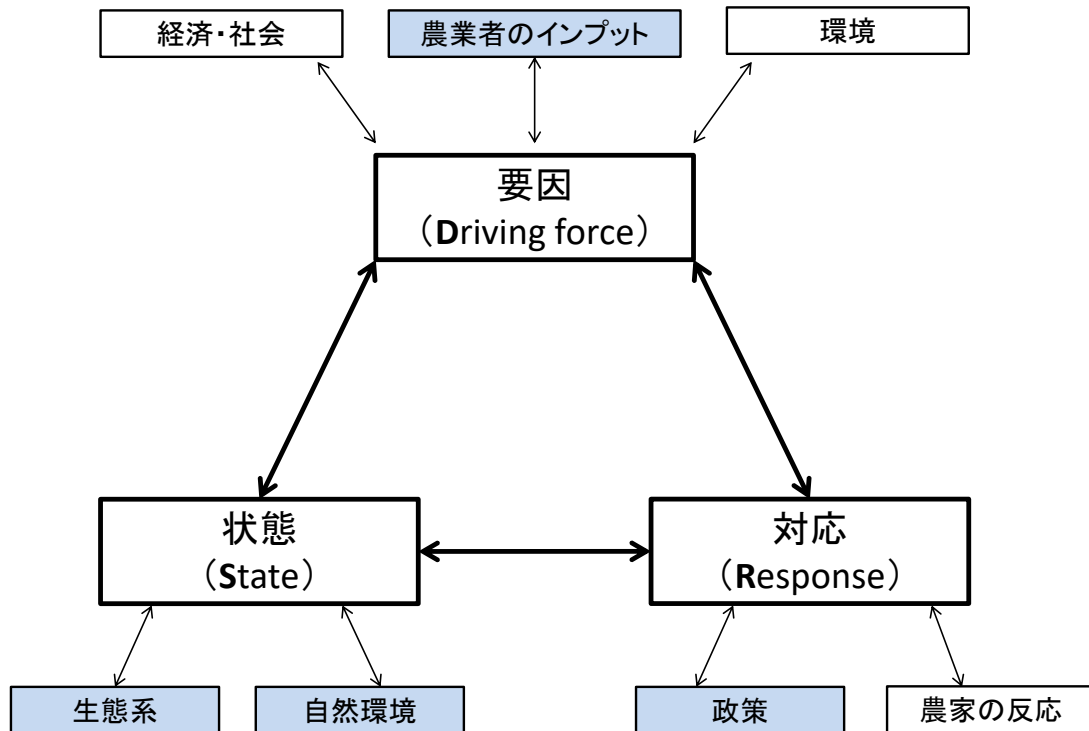 経済・社会
農業者のインプット
環境
要因
（Driving force）
状態
（State）
対応
（Response）
生態系
自然環境
政策
農家の反応